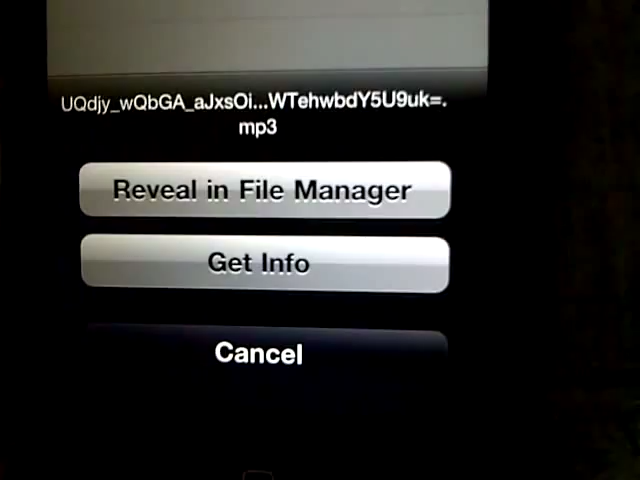 UQdjy_wQbGA_aJxsOi...WTehwbdY5U9uk=.
mp3
Reveal in File Manager
Get Info
Cancel